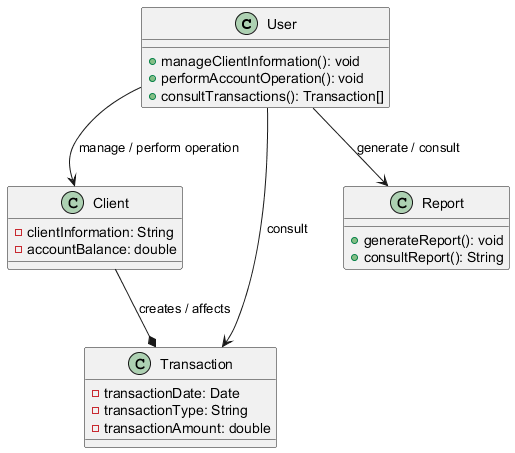 C User
manageClientInformation(): void
performAccountOperation(): void
consultTransactions(): Transaction[]
manage / perform operation
generate / consult
consult
C Client
clientInformation: String
accountBalance: double
C Report
generateReport(): void
consultReport(): String
creates / affects
C Transaction
transactionDate: Date
transactionType: String
transactionAmount: double